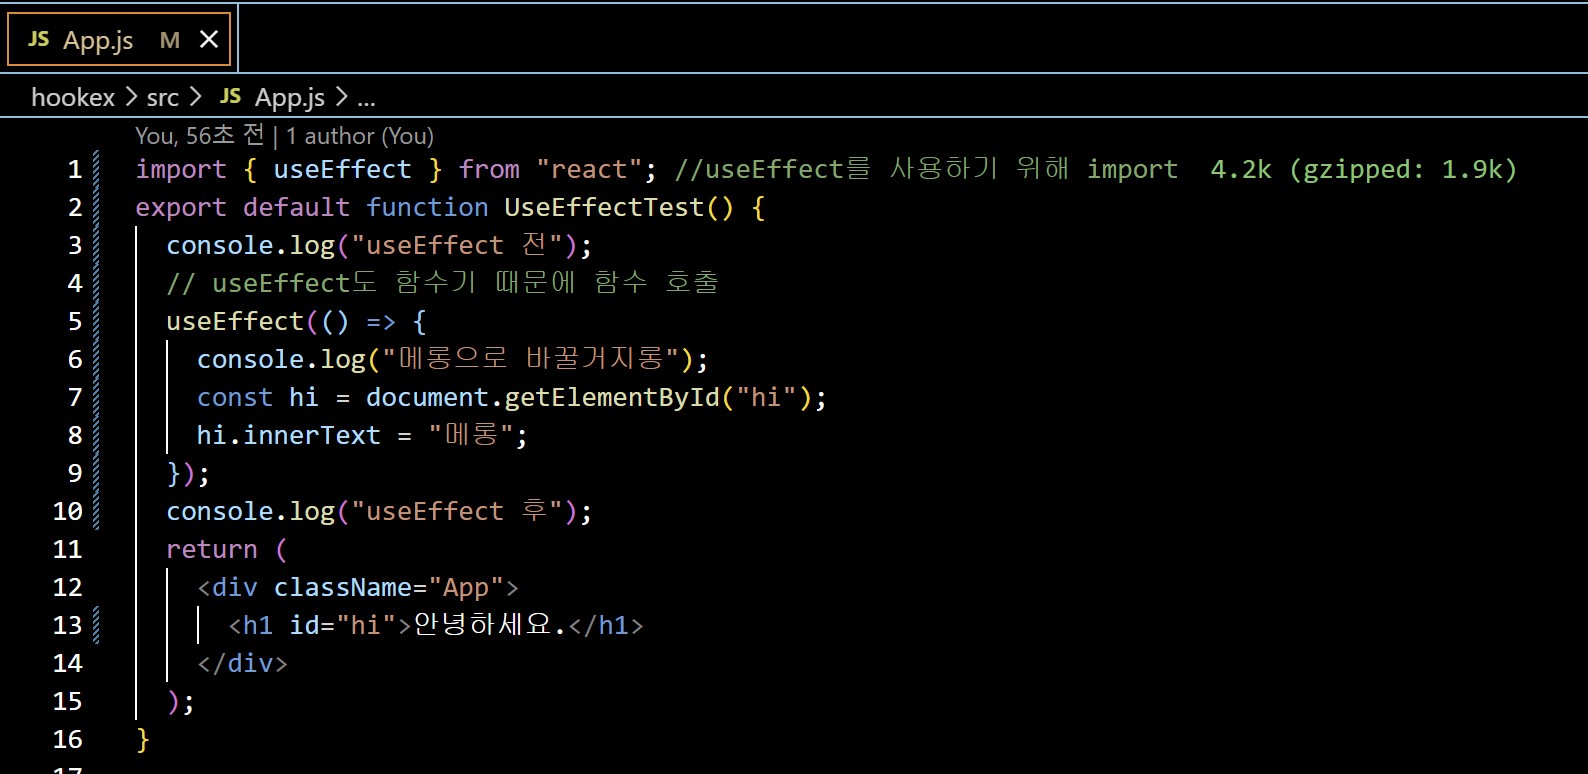 JS App.js M ×
hookex > src > JS App.js > ...
You, 56초 전 | 1 author (You)
1 import { useEffect } from "react"; //useEffect를 사용하기 위해 import 4.2k (gzipped: 1.9k)
2 export default function UseEffectTest() {
3 console.log("useEffect 전");
4 // useEffect도 함수기 때문에 함수 호출
5 useEffect(() => {
6 console.log("메롱으로 바꿀거지롱");
7 const hi = document.getElementById("hi");
8 hi.innerText = "메롱";
9 });
10 console.log("useEffect 후");
11 return (
12 <div className="App">
13 <h1 id="hi">안녕하세요.</h1>
14 </div>
15 );
16 }
17